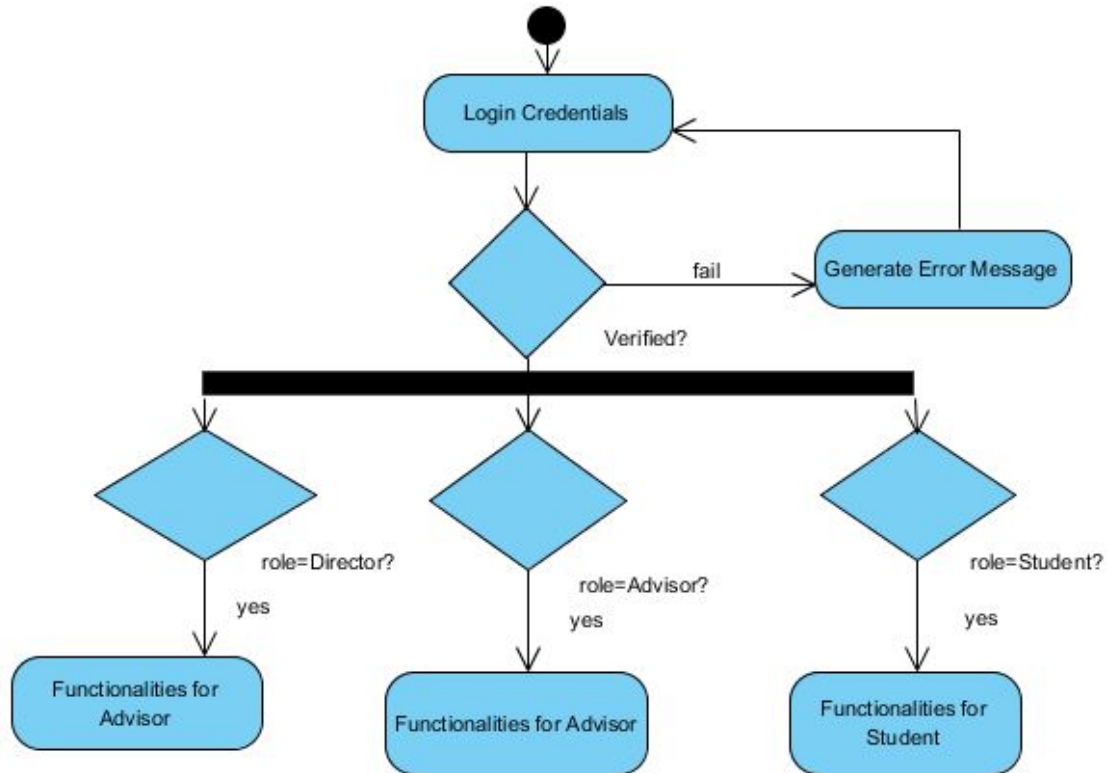 Login Credentials
fail
Generate Error Message
Verified?
role=Director?
yes
role=Advisor?
yes
role=Student?
yes
Functionalities for
Advisor
Functionalities for Advisor
Functionalities for
Student